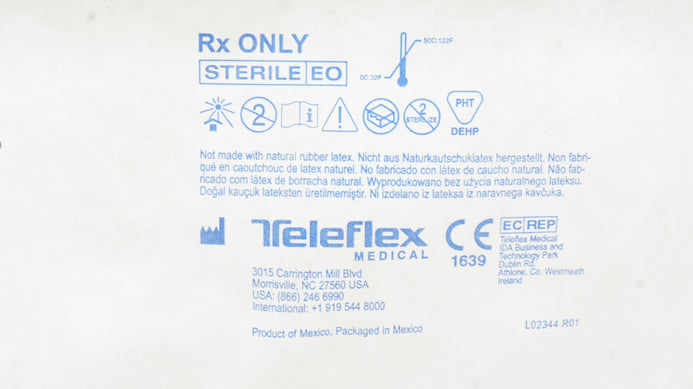 Rx ONLY
50C:122F
STERILE EO
0C:32F
2
i
2
STERILIZE
PHT
DEHP
Not made with natural rubber latex. Nicht aus Naturkautschuklatex hergestellt. Non fabri-
qué en caoutchouc de latex naturel. No fabricado con látex de caucho natural. Não fab-
ricado com látex de borracha natural. Wyprodukowano bez użycia naturalnego lateksu.
Doğal kauçuk lateksten üretilmemiştir. Ni izdelano iz lateksa iz naravnega kavčuka.
Teleflex
MEDICAL
CE
1639
EC REP
Teleflex Medical
IDA Business and
Technology Park
Dublin Rd,
Athlone, Co. Westmeath
Ireland
3015 Carrington Mill Blvd
Morrisville, NC 27560 USA
USA: (866) 246 6990
International: +1 919 544 8000
Product of Mexico, Packaged in Mexico
L02344 R01